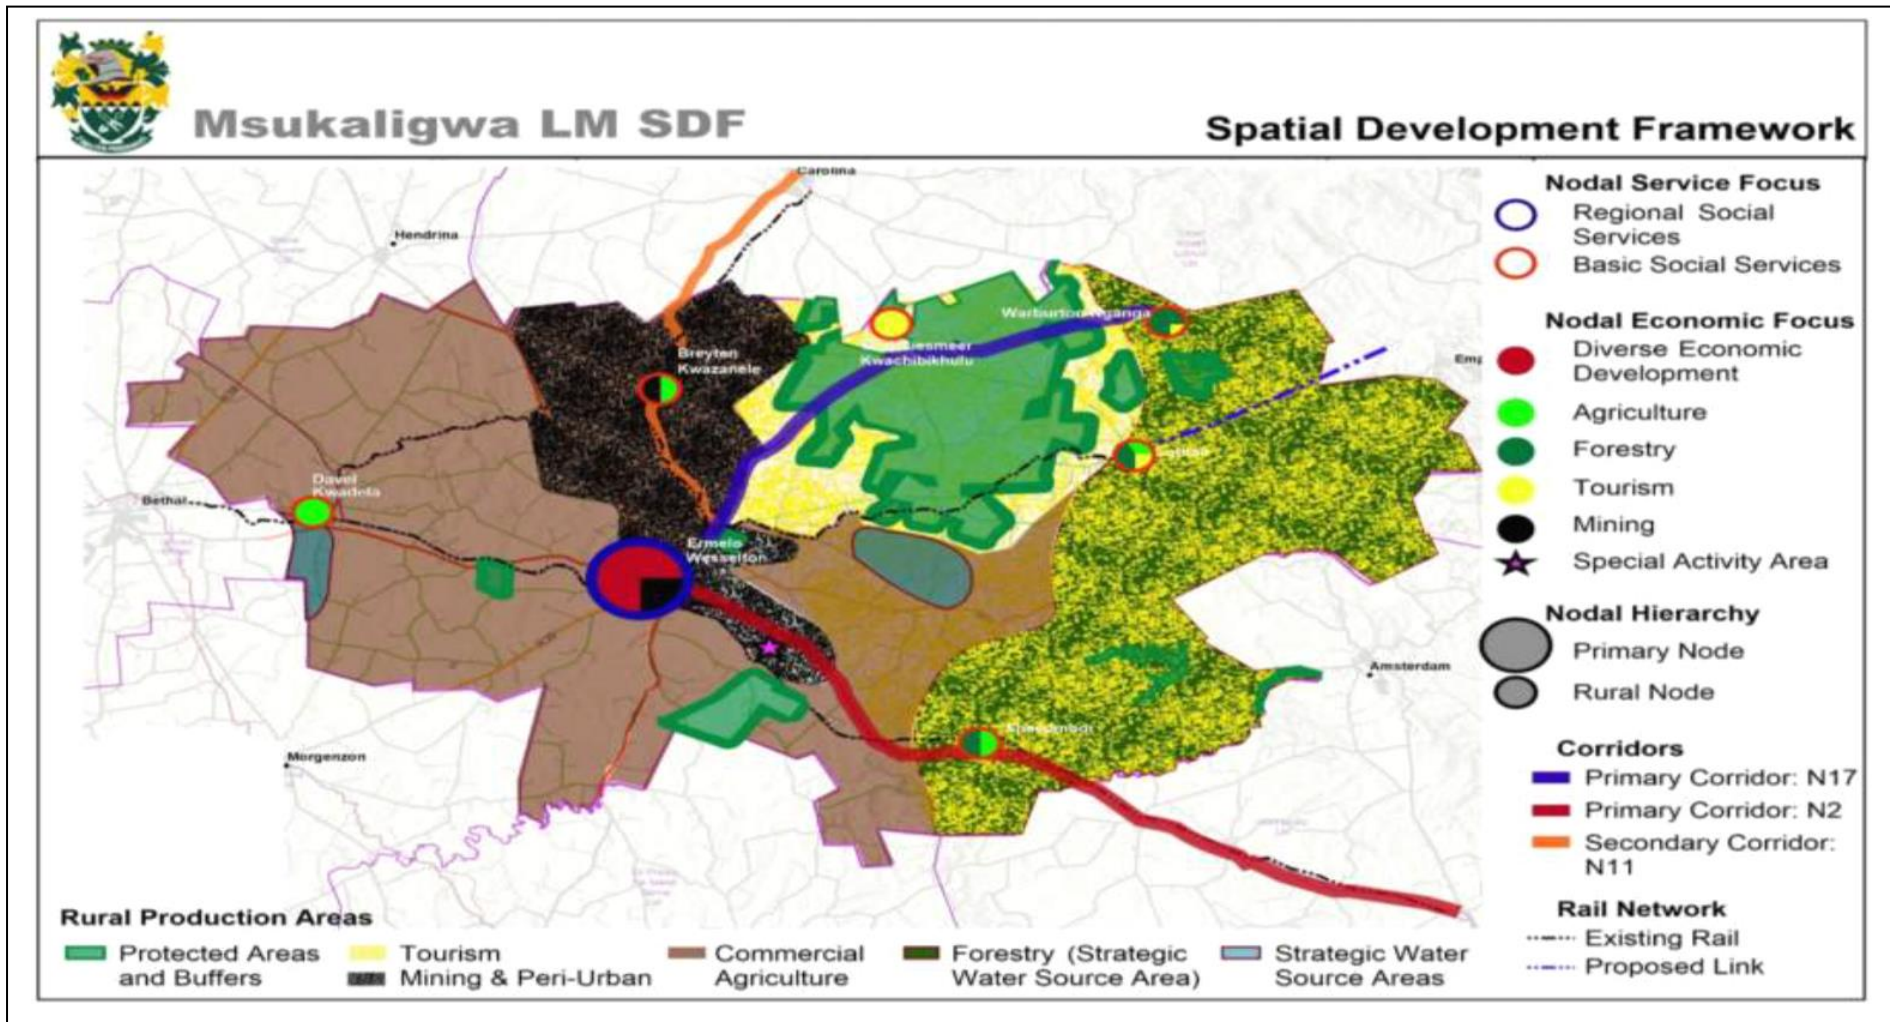 Msukaligwa LM SDF
Spatial Development Framework
Carolina
Hendrina
Breyten
Kwazanele
Warburton
Kwachibikhulu
Davel
Kwadela
Bethal
Ermelo
Wesselton
Amsterdam
Morgenzon
Nodal Service Focus
Regional Social
Services
Basic Social Services
Nodal Economic Focus
Diverse Economic
Development
Agriculture
Forestry
Tourism
Mining
Special Activity Area
Nodal Hierarchy
Primary Node
Rural Node
Corridors
Primary Corridor: N17
Primary Corridor: N2
Secondary Corridor:
N11
Rail Network
Existing Rail
Proposed Link
Rural Production Areas
Protected Areas
and Buffers
Tourism
Mining & Peri-Urban
Commercial
Agriculture
Forestry (Strategic
Water Source Area)
Strategic Water
Source Areas